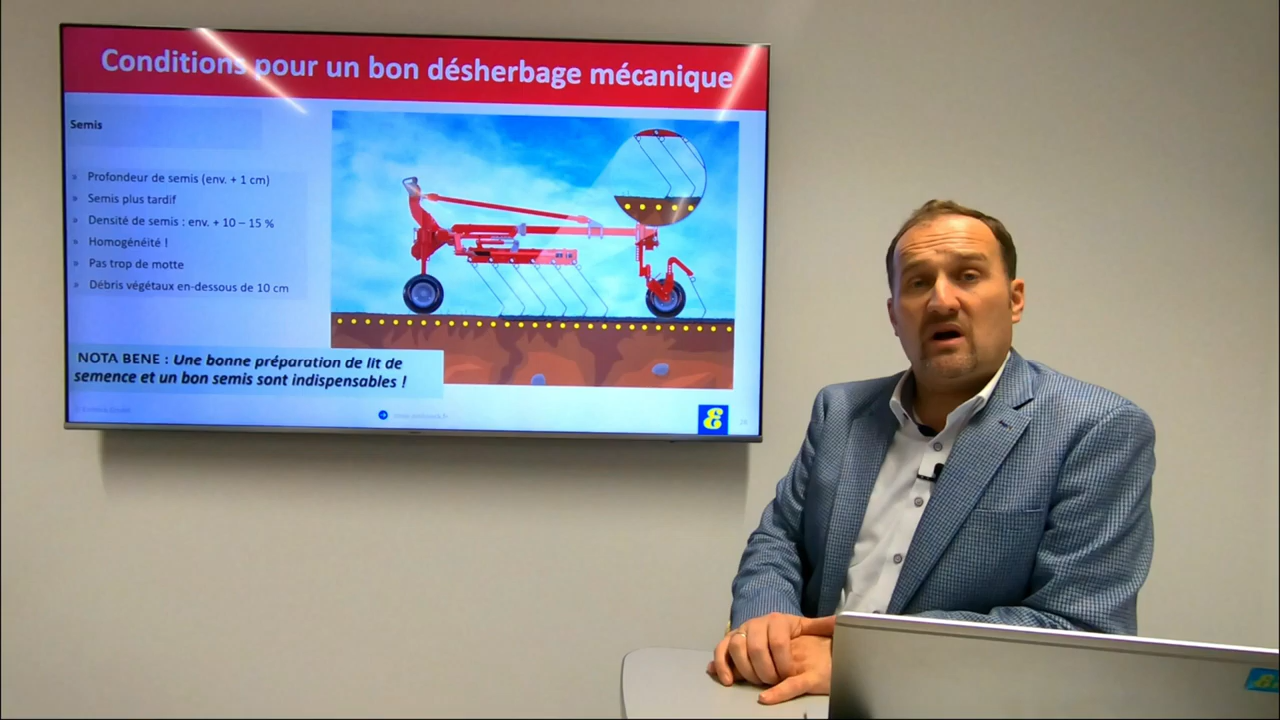 Conditions pour un bon désherbage mécanique
Semis
» Profondeur de semis (env. + 1 cm)
» Semis plus tardif
» Densité de semis : env. + 10 – 15 %
» Homogénéité !
» Pas trop de motte
» Débris végétaux en-dessous de 10 cm
NOTA BENE : Une bonne préparation de lit de
semence et un bon semis sont indispensables !